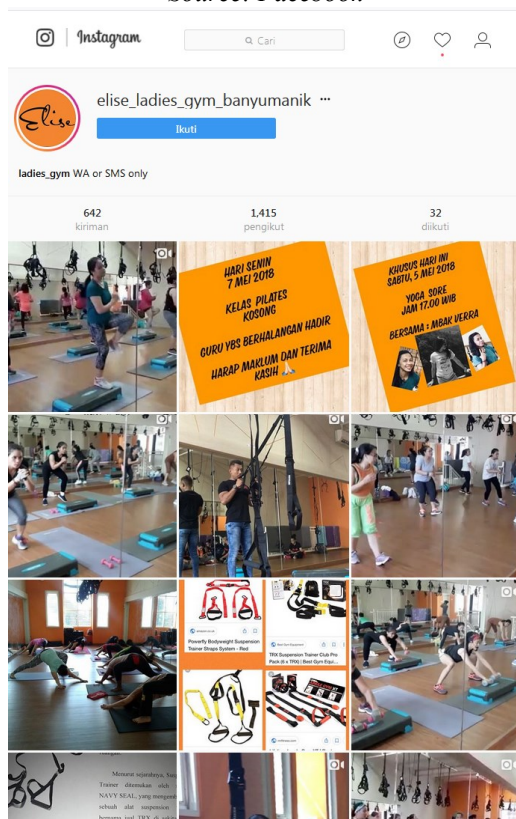 Source: Facebook
Instagram
Cari
Elise
elise_ladies_gym_banyumanik ...
Ikuti
ladies_gym WA or SMS only
642
kiriman
1,415
pengikut
32
diikuti
HARI SENIN
7 MEI 2018
KELAS PILATES
KOSONG
GURU YBS BERHALANGAN HADIR
HARAP MAKLUM DAN TERIMA
KASIH
KHUSUS HARI INI
SABTU, 5 MEI 2018
YOGA SORE
JAM 17.00 WIB
BERSAMA : MBAK VERRA
Powerfly Bodyweight Suspension
Trainer Straps System - Red
TRX Suspension Trainer Club Pro
Pack (6 x TRX) | Best Gym Equi...
Menurut sejarahnya,
Trainer ditemukan oleh
NAVY SEAL, yang
sebuah alat suspension